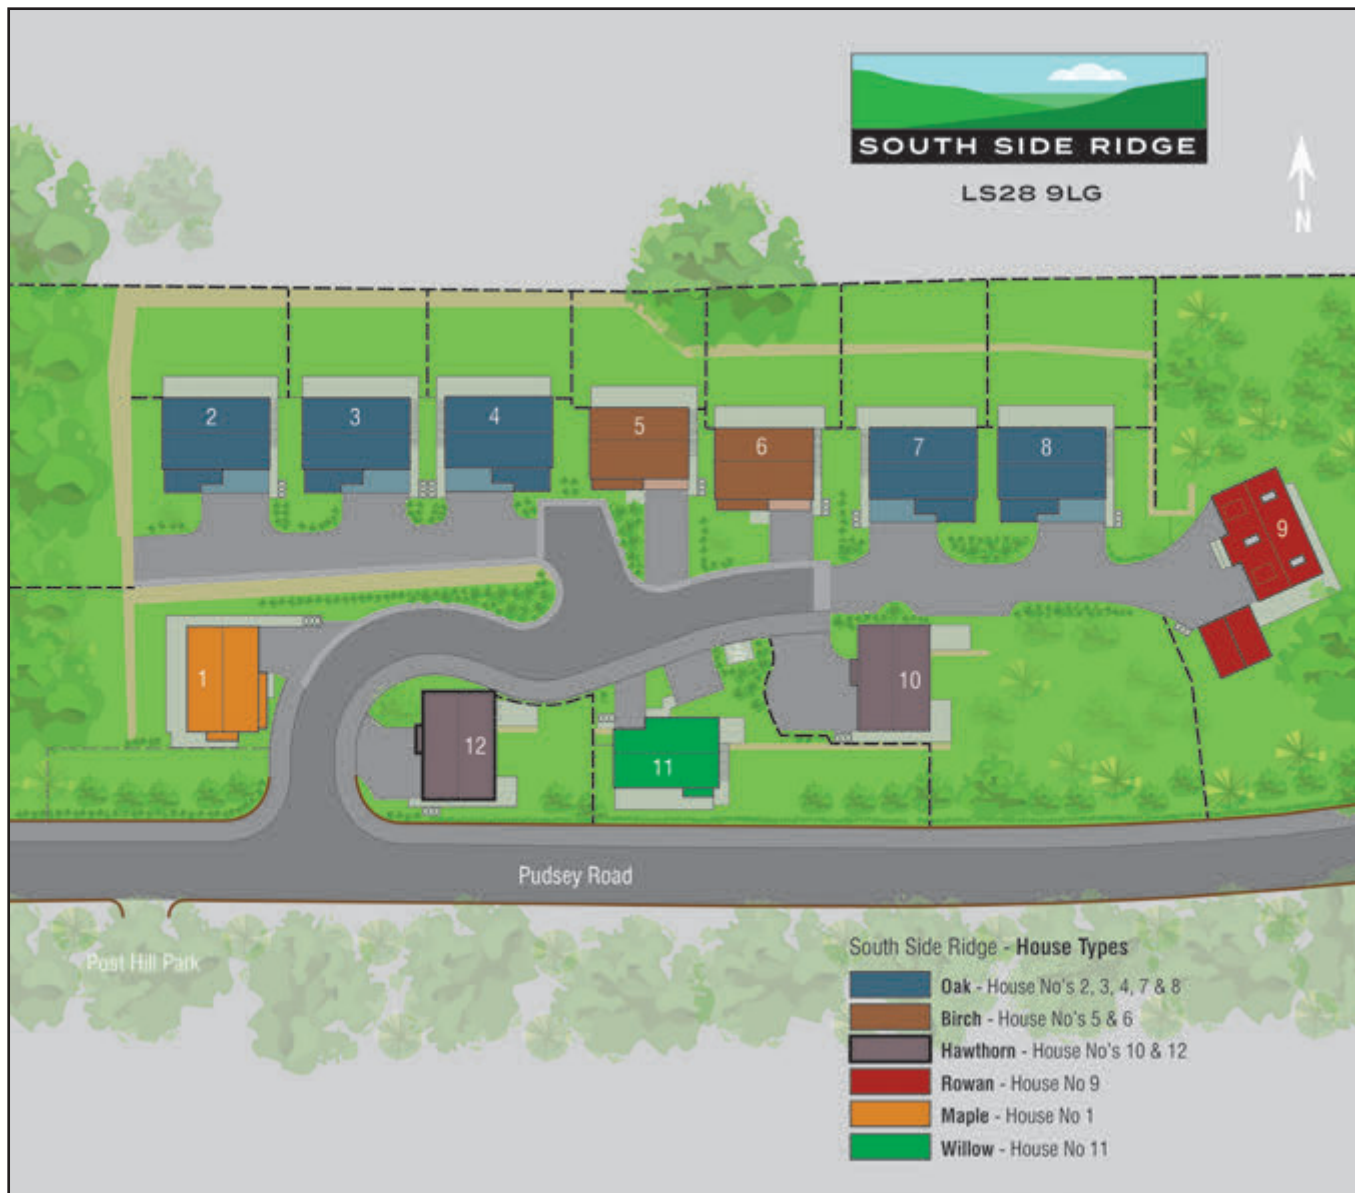 SOUTH SIDE RIDGE
LS28 9LG
N
2
3
4
5
6
7
8
9
1
12
11
10
Pudsey Road
Post Hill Park
South Side Ridge - House Types
Oak - House No's 2, 3, 4, 7 & 8
Birch - House No's 5 & 6
Hawthorn - House No's 10 & 12
Rowan - House No 9
Maple - House No 1
Willow - House No 11